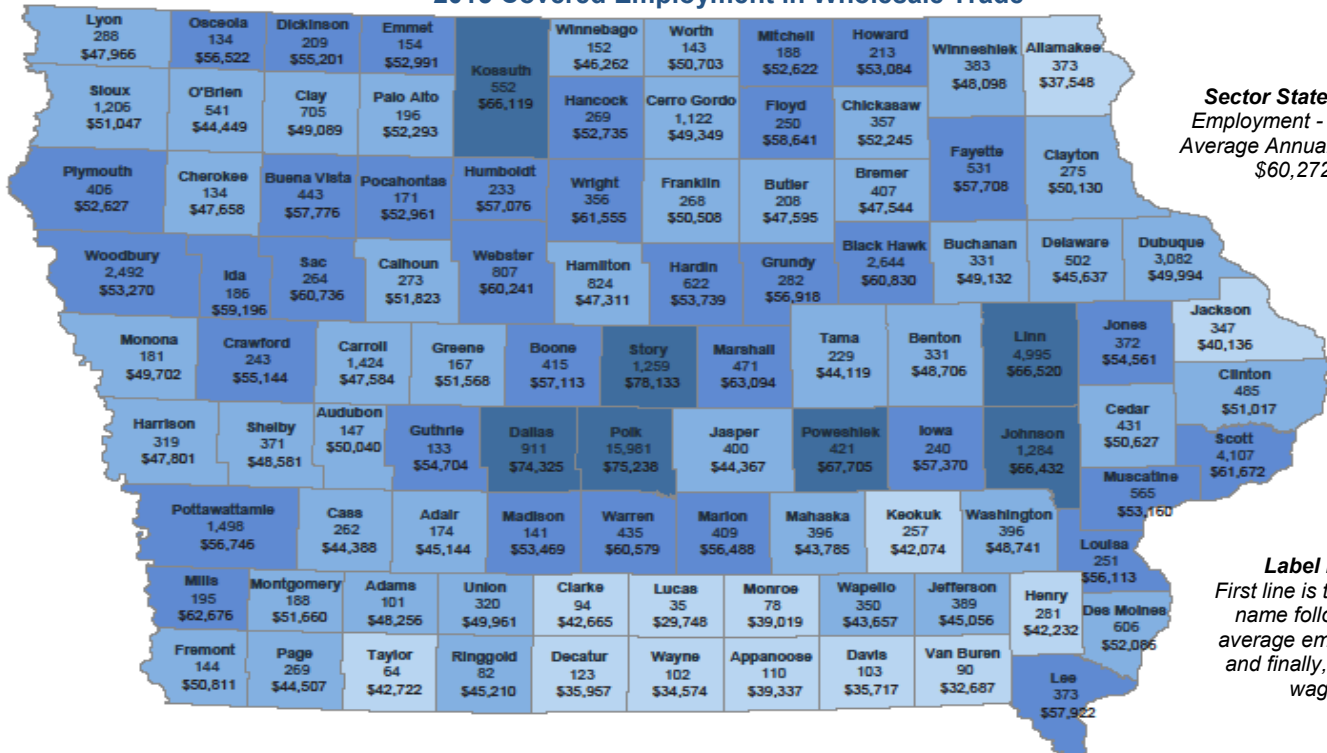 Covered Employment in Wholesale Trade
Lyon
288
$47,966
Osceola
134
$56,522
Dickinson
209
$55,201
Emmet
154
$52,991
Kossuth
552
$66,119
Winnebago
152
$46,262
Worth
143
$50,703
Mitchell
188
$52,622
Howard
213
$53,084
Winneshiek
383
$48,098
Allamakee
373
$37,548
Sioux
1,206
$51,047
O'Brien
541
$44,449
Clay
705
$49,089
Palo Alto
196
$52,293
Hancock
269
$52,735
Cerro Gordo
1,122
$49,349
Floyd
250
$58,641
Chickasaw
357
$52,245
Sector State
Employment -
Average Annua
$60,272
Plymouth
406
$52,627
Cherokee
134
$47,658
Buena Vista
443
$57,776
Pocahontas
171
$52,961
Humboldt
233
$57,076
Wright
356
$61,555
Franklin
268
$50,508
Butler
208
$47,595
Bremer
407
$47,544
Fayette
531
$57,708
Clayton
275
$50,130
Woodbury
2,492
$53,270
Ida
186
$59,196
Sac
264
$60,736
Calhoun
273
$51,823
Webster
807
$60,241
Hamilton
824
$47,311
Hardin
622
$53,739
Grundy
282
$56,918
Black Hawk
2,644
$60,830
Buchanan
331
$49,132
Delaware
502
$45,637
Dubuque
3,082
$49,994
Monona
181
$49,702
Crawford
243
$55,144
Carroll
1,424
$47,584
Greene
167
$51,568
Boone
415
$57,113
Story
1,259
$78,133
Marshall
471
$63,094
Tama
229
$44,119
Benton
331
$48,706
Linn
4,995
$66,520
Jones
372
$54,561
Jackson
347
$40,136
Clinton
485
$51,017
Harrison
319
$47,801
Shelby
371
$48,581
Audubon
147
$50,040
Guthrie
133
$54,704
Dallas
911
$74,325
Polk
15,981
$75,238
Jasper
400
$44,367
Poweshiek
421
$67,705
Iowa
240
$57,370
Johnson
1,284
$66,432
Cedar
431
$50,627
Scott
4,107
$61,672
Muscatine
565
$53,160
Pottawattamie
1,498
$56,746
Cass
262
$44,388
Adair
174
$45,144
Madison
141
$53,469
Warren
435
$60,579
Marion
409
$56,488
Mahaska
396
$43,785
Keokuk
257
$42,074
Washington
396
$48,741
Louisa
251
$56,113
Mills
195
$62,676
Montgomery
188
$51,660
Adams
101
$48,256
Union
320
$49,961
Clarke
94
$42,665
Lucas
35
$29,748
Monroe
78
$39,019
Wapello
350
$43,657
Jefferson
389
$45,056
Henry
281
$42,232
Des Moines
606
$52,086
Label
First line is t
name follo
average em
and finally,
wag
Fremont
144
$50,811
Page
269
$44,507
Taylor
64
$42,722
Ringgold
82
$45,210
Decatur
123
$35,957
Wayne
102
$34,574
Appanoose
110
$39,337
Davis
103
$35,717
Van Buren
90
$32,687
Lee
373
$57,922